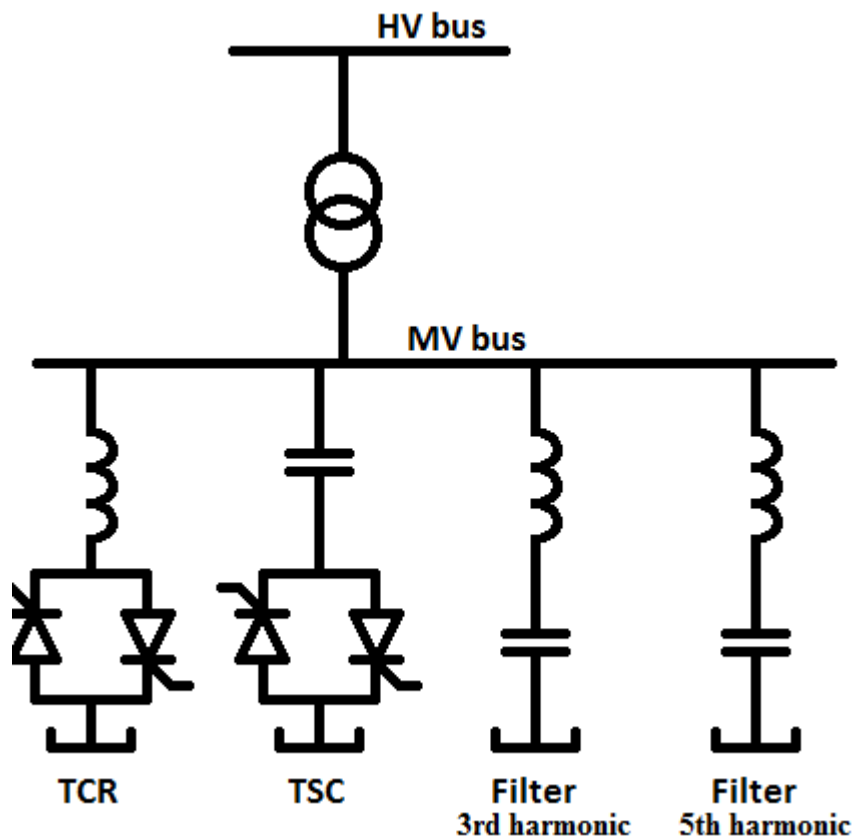 HV bus
MV bus
TCR
TSC
Filter
3rd harmonic
Filter
5th harmonic